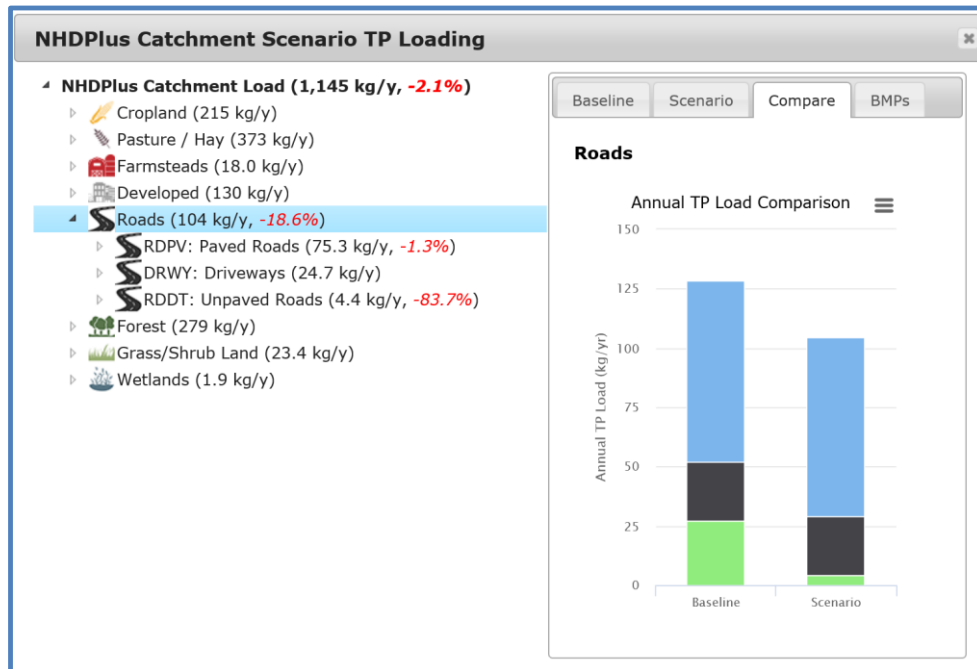 NHDPlus Catchment Scenario TP Loading
NHDPlus Catchment Load (1,145 kg/y, -2.1%)
Cropland (215 kg/y)
Pasture / Hay (373 kg/y)
Farmsteads (18.0 kg/y)
Developed (130 kg/y)
Roads (104 kg/y, -18.6%)
RDPV: Paved Roads (75.3 kg/y, -1.3%)
DRWY: Driveways (24.7 kg/y)
RDDT: Unpaved Roads (4.4 kg/y, -83.7%)
Forest (279 kg/y)
Grass/Shrub Land (23.4 kg/y)
Wetlands (1.9 kg/y)
Baseline Scenario Compare BMPs
Roads
Annual TP Load Comparison
Annual TP Load (kg/yr)
150
125
100
75
50
25
0
Baseline Scenario